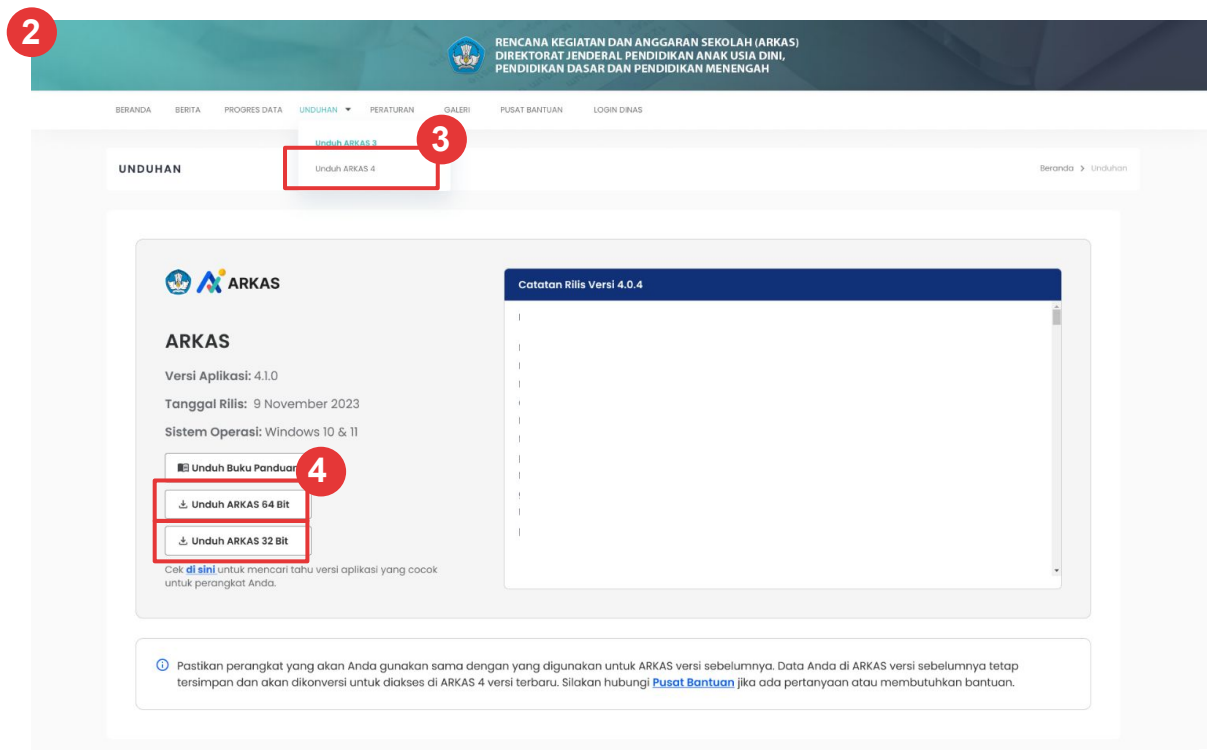 2
RENCANA KEGIATAN DAN ANGGARAN SEKOLAH (ARKAS)
DIREKTORAT JENDERAL PENDIDIKAN ANAK USIA DINI,
PENDIDIKAN DASAR DAN PENDIDIKAN MENENGAH
BERANDA BERITA PROGRES DATA UNDUHAN PERATURAN GALERI PUSAT BANTUAN LOGIN DINAS
Unduh ARKAS 3
3
UNDUHAN
Unduh ARKAS 4
Beranda > Unduhan
ARKAS
Catatan Rilis Versi 4.0.4
ARKAS
Versi Aplikasi: 4.1.0
Tanggal Rilis: 9 November 2023
Sistem Operasi: Windows 10 & 11
Unduh Buku Panduan
4
Unduh ARKAS 64 Bit
Unduh ARKAS 32 Bit
Cek di sini untuk mencari tahu versi aplikasi yang cocok
untuk perangkat Anda.
Pastikan perangkat yang akan Anda gunakan sama dengan yang digunakan untuk ARKAS versi sebelumnya. Data Anda di ARKAS versi sebelumnya tetap
tersimpan dan akan dikonversi untuk diakses di ARKAS 4 versi terbaru. Silakan hubungi Pusat Bantuan jika ada pertanyaan atau membutuhkan bantuan.